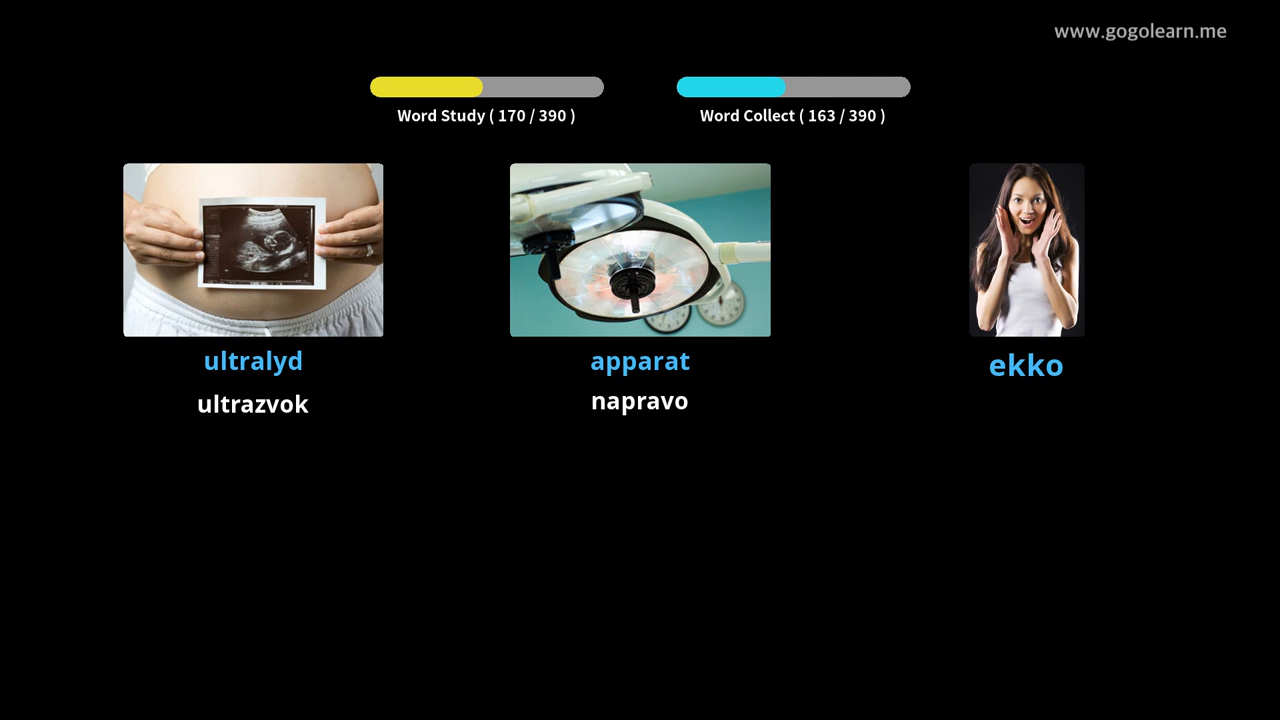 www.gogolearn.me
Word Study ( 170 / 390 )
Word Collect ( 163 / 390 )
ultralyd
apparat
ekko
ultrazvok
napravo